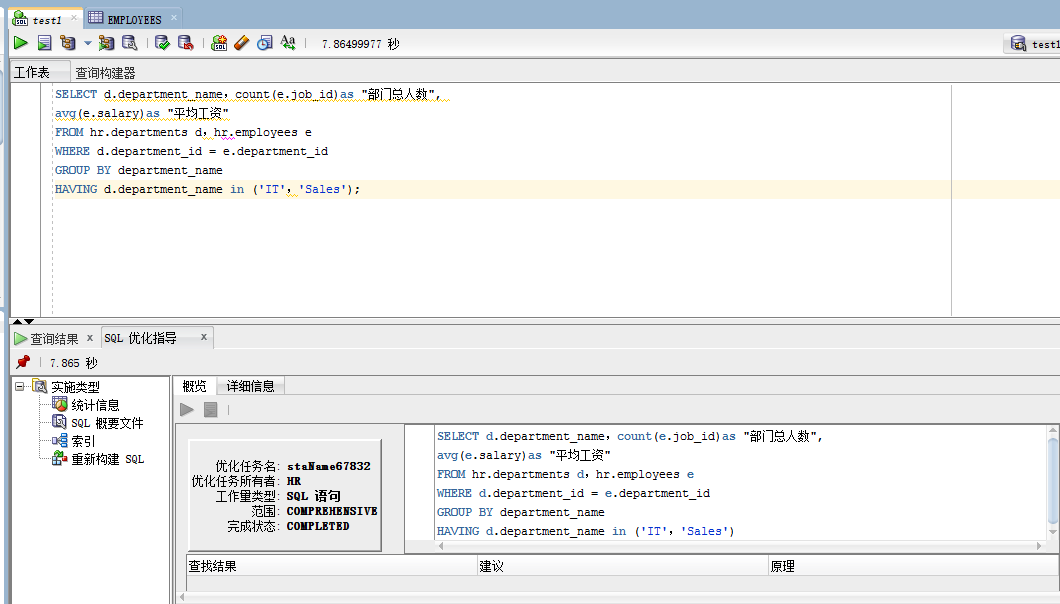 test1 EMPLOYEES
7.86499977 秒
test1
工作表 查询构建器
SELECT d.department_name，count(e.job_id)as "部门总人数",
avg(e.salary)as "平均工资"
FROM hr.departments d，hr.employees e
WHERE d.department_id = e.department_id
GROUP BY department_name
HAVING d.department_name in ('IT'，'Sales');
查询结果 x SQL 优化指导 x
7.865 秒
实施类型
统计信息
SQL 概要文件
索引
重新构建 SQL
概览 详细信息
优化任务名: staName67832
优化任务所有者: HR
工作量类型: SQL 语句
范围: COMPREHENSIVE
完成状态: COMPLETED
SELECT d.department_name，count(e.job_id)as "部门总人数",
avg(e.salary)as "平均工资"
FROM hr.departments d，hr.employees e
WHERE d.department_id = e.department_id
GROUP BY department_name
HAVING d.department_name in ('IT'，'Sales')
查找结果 建议 原理